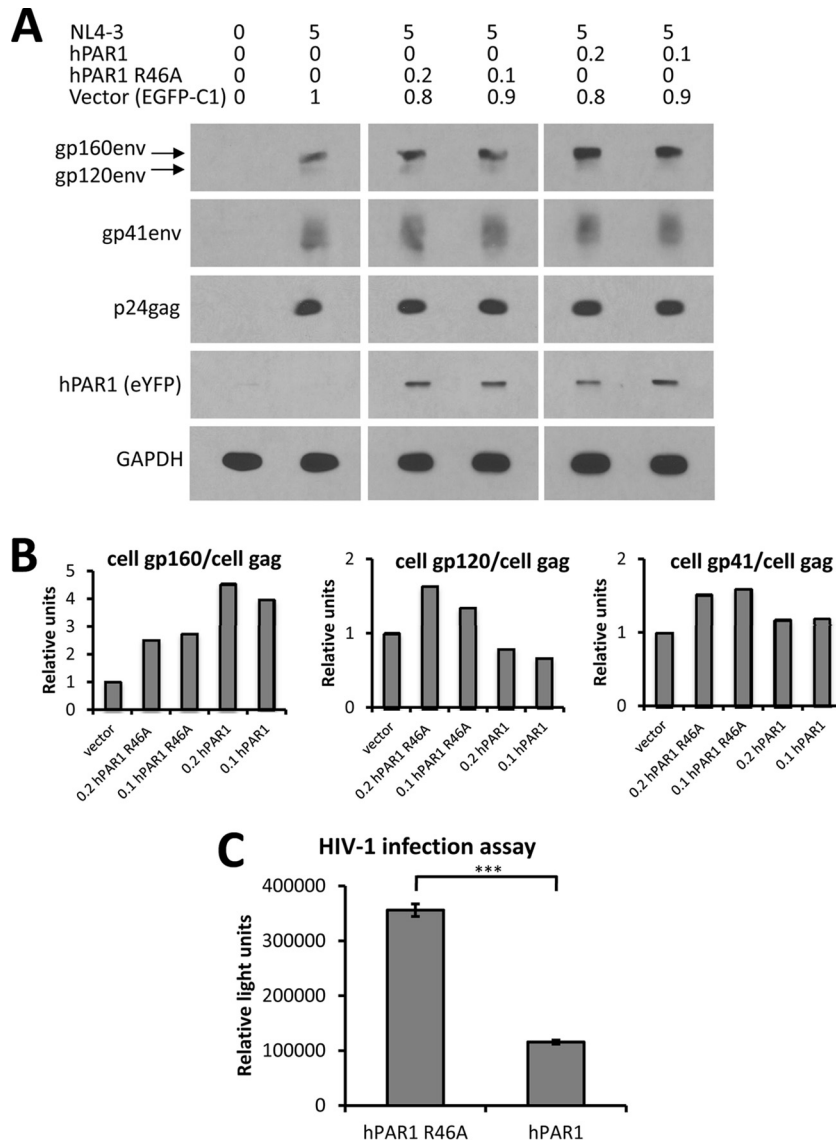 A
NL4-3 0 5 5 5 5 5
hPAR1 0 0 0 0 0.2 0.1
hPAR1 R46A 0 0 0.2 0.1 0 0
Vector (EGFP-C1) 0 1 0.8 0.9 0.8 0.9
gp160env
gp120env
gp41env
p24gag
hPAR1 (eYFP)
GAPDH
B
cell gp160/cell gag
Relative units
5
4
3
2
1
0
vector
0.2 hPAR1 R46A
0.1 hPAR1 R46A
0.2 hPAR1
0.1 hPAR1
cell gp120/cell gag
Relative units
2
1
0
vector
0.2 hPAR1 R46A
0.1 hPAR1 R46A
0.2 hPAR1
0.1 hPAR1
cell gp41/cell gag
Relative units
2
1
0
vector
0.2 hPAR1 R46A
0.1 hPAR1 R46A
0.2 hPAR1
0.1 hPAR1
C
HIV-1 infection assay
***
Relative light units
400000
300000
200000
100000
0
hPAR1 R46A
hPAR1